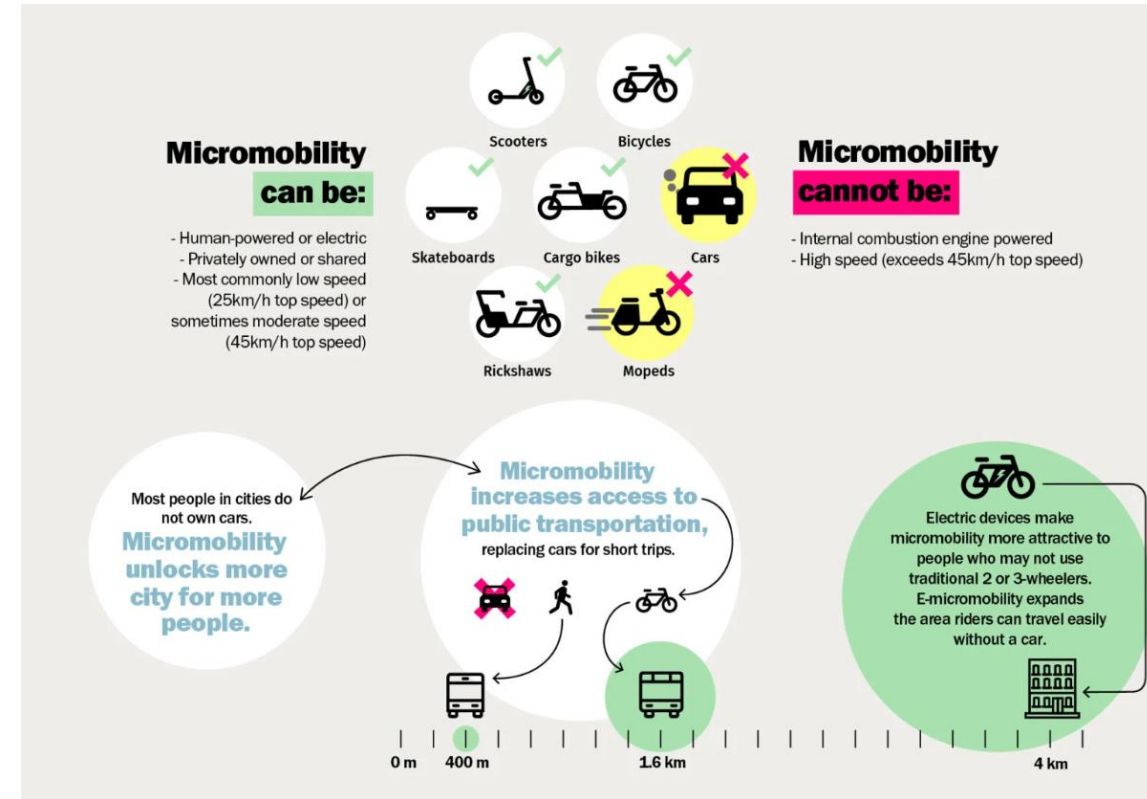 Scooters
Bicycles
Micromobility
can be:
- Human-powered or electric
- Privately owned or shared
- Most commonly low speed
(25km/h top speed) or
sometimes moderate speed
(45km/h top speed)
Skateboards
Cargo bikes
Cars
Rickshaws
Mopeds
Micromobility
cannot be:
- Internal combustion engine powered
- High speed (exceeds 45km/h top speed)
Most people in cities do
not own cars.
Micromobility
unlocks more
city for more
people.
Micromobility
increases access to
public transportation,
replacing cars for short trips.
Electric devices make
micromobility more attractive to
people who may not use
traditional 2 or 3-wheelers.
E-micromobility expands
the area riders can travel easily
without a car.
0 m
400 m
1.6 km
4 km